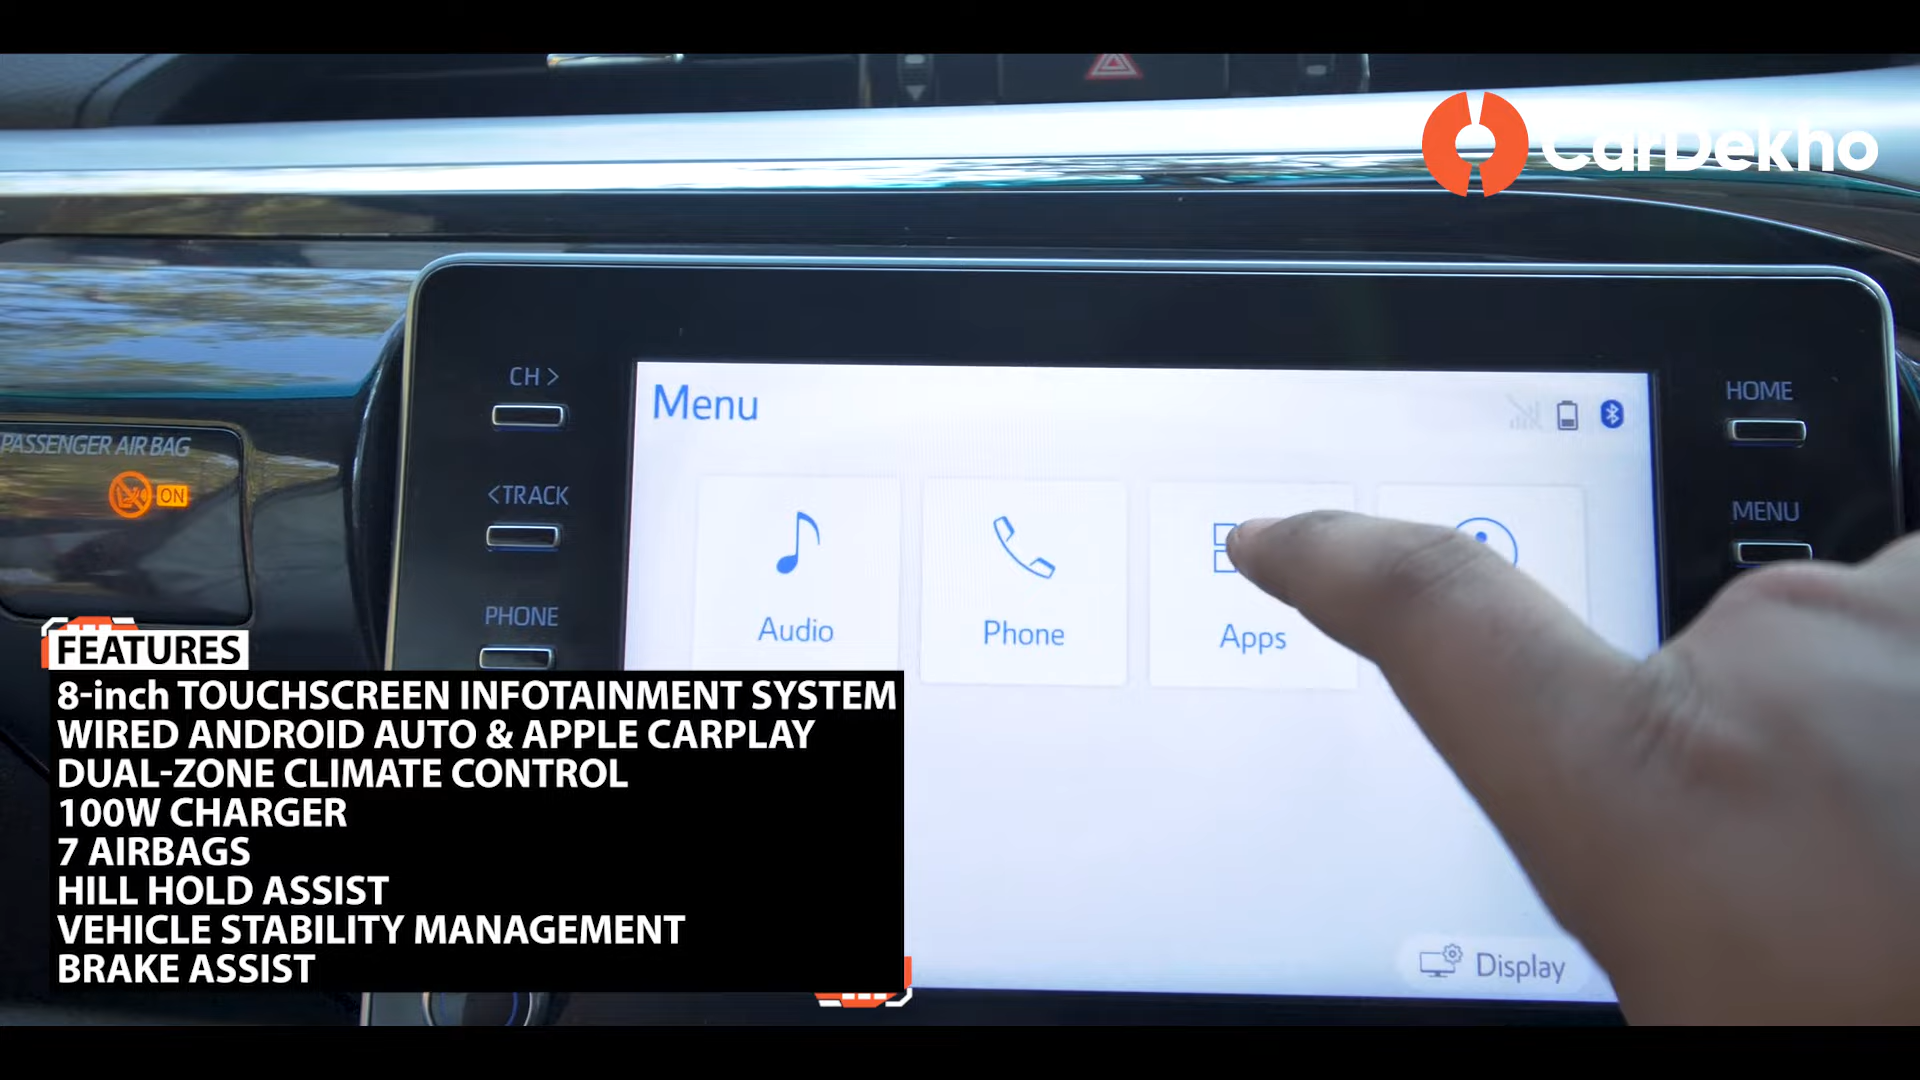 CarDekho
CH >
HOME
Menu
PASSENGER AIR BAG
ON
<TRACK
MENU
PHONE
Audio
Phone
Apps
FEATURES
8-inch TOUCHSCREEN INFOTAINMENT SYSTEM
WIRED ANDROID AUTO & APPLE CARPLAY
DUAL-ZONE CLIMATE CONTROL
100W CHARGER
7 AIRBAGS
HILL HOLD ASSIST
VEHICLE STABILITY MANAGEMENT
BRAKE ASSIST
Display